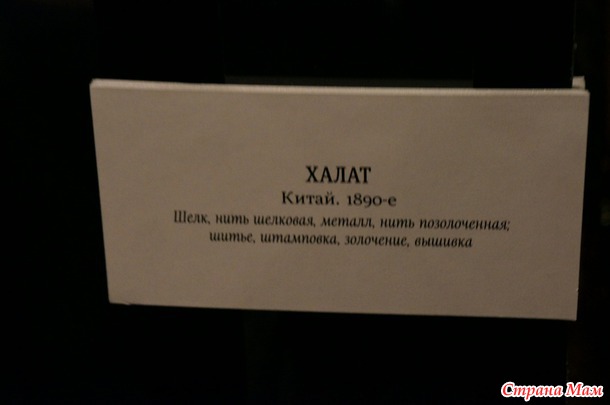 ХАЛАТ
Китай. 1890-е
Шелк, нить шелковая, металл, нить позолоченная;
шитье, штамповка, золочение, вышивка
Страна Мам